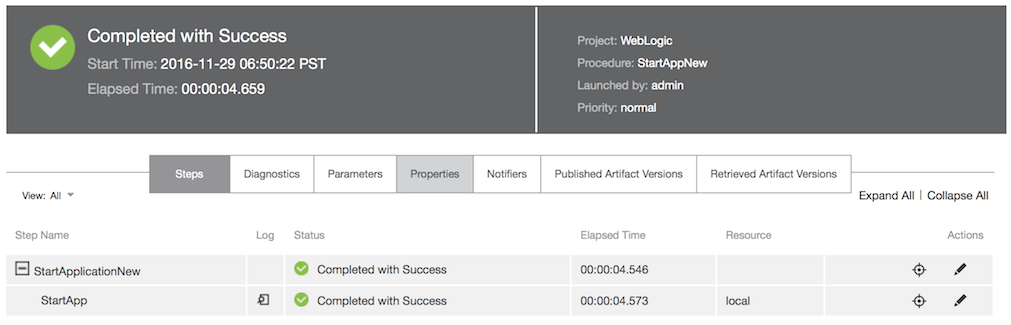 Completed with Success
Start Time: 2016-11-29 06:50:22 PST
Elapsed Time: 00:00:04.659
Project: WebLogic
Procedure: StartAppNew
Launched by: admin
Priority: normal
Steps Diagnostics Parameters Properties Notifiers Published Artifact Versions Retrieved Artifact Versions
View: All Expand All | Collapse All
Step Name Log Status Elapsed Time Resource Actions
StartApplicationNew Completed with Success 00:00:04.546
StartApp Completed with Success 00:00:04.573 local